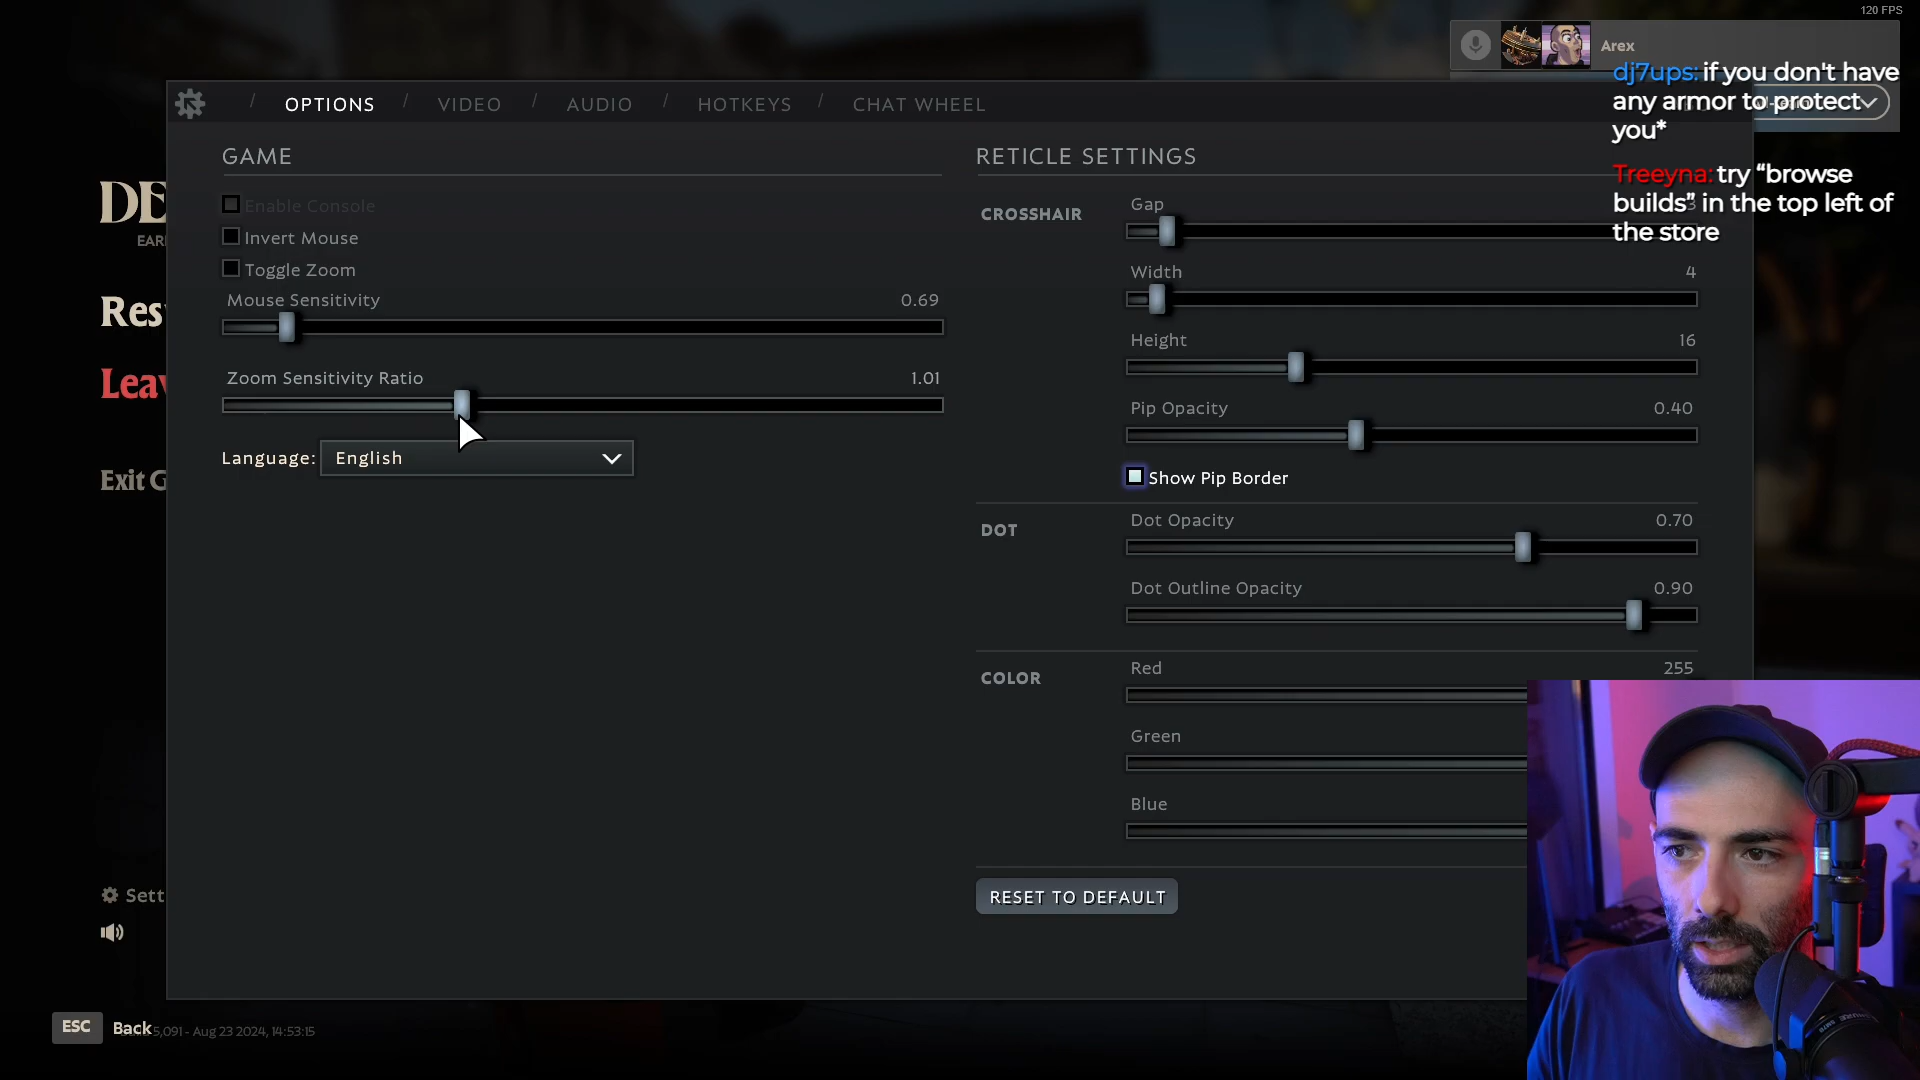 120 FPS
Arex
dj7ups: if you don't have
any armor to protect
you*
Treeyna: try “browse
builds” in the top left of
the store
/ OPTIONS / VIDEO / AUDIO / HOTKEYS / CHAT WHEEL
GAME
Enable Console
Invert Mouse
Toggle Zoom
Mouse Sensitivity 0.69
Zoom Sensitivity Ratio 1.01
Language: English
RETICLE SETTINGS
CROSSHAIR
Gap
Width 4
Height 16
Pip Opacity 0.40
Show Pip Border
DOT
Dot Opacity 0.70
Dot Outline Opacity 0.90
COLOR
Red 255
Green
Blue
RESET TO DEFAULT
DE
EAR
Res
Leav
Exit G
Sett
ESC Back 5,091 - Aug 23 2024, 14:53:15